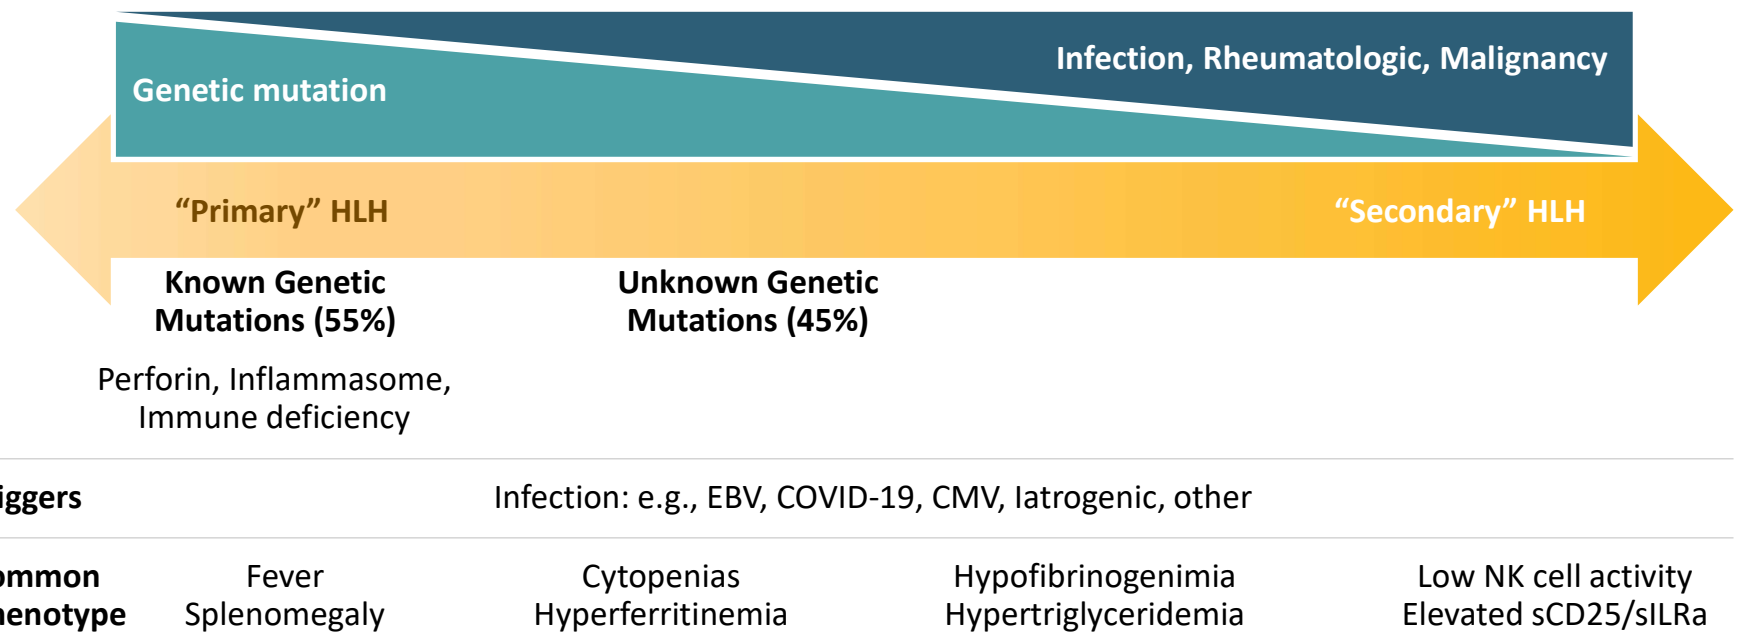 Infection, Rheumatologic, Malignancy
Genetic mutation
“Primary” HLH
“Secondary” HLH
Known Genetic
Mutations (55%)
Unknown Genetic
Mutations (45%)
Perforin, Inflammasome,
Immune deficiency
iggers
Infection: e.g., EBV, COVID-19, CMV, Iatrogenic, other
ommon
henotype
Fever
Splenomegaly
Cytopenias
Hyperferritinemia
Hypofibrinogenimia
Hypertriglyceridemia
Low NK cell activity
Elevated sCD25/sILRa